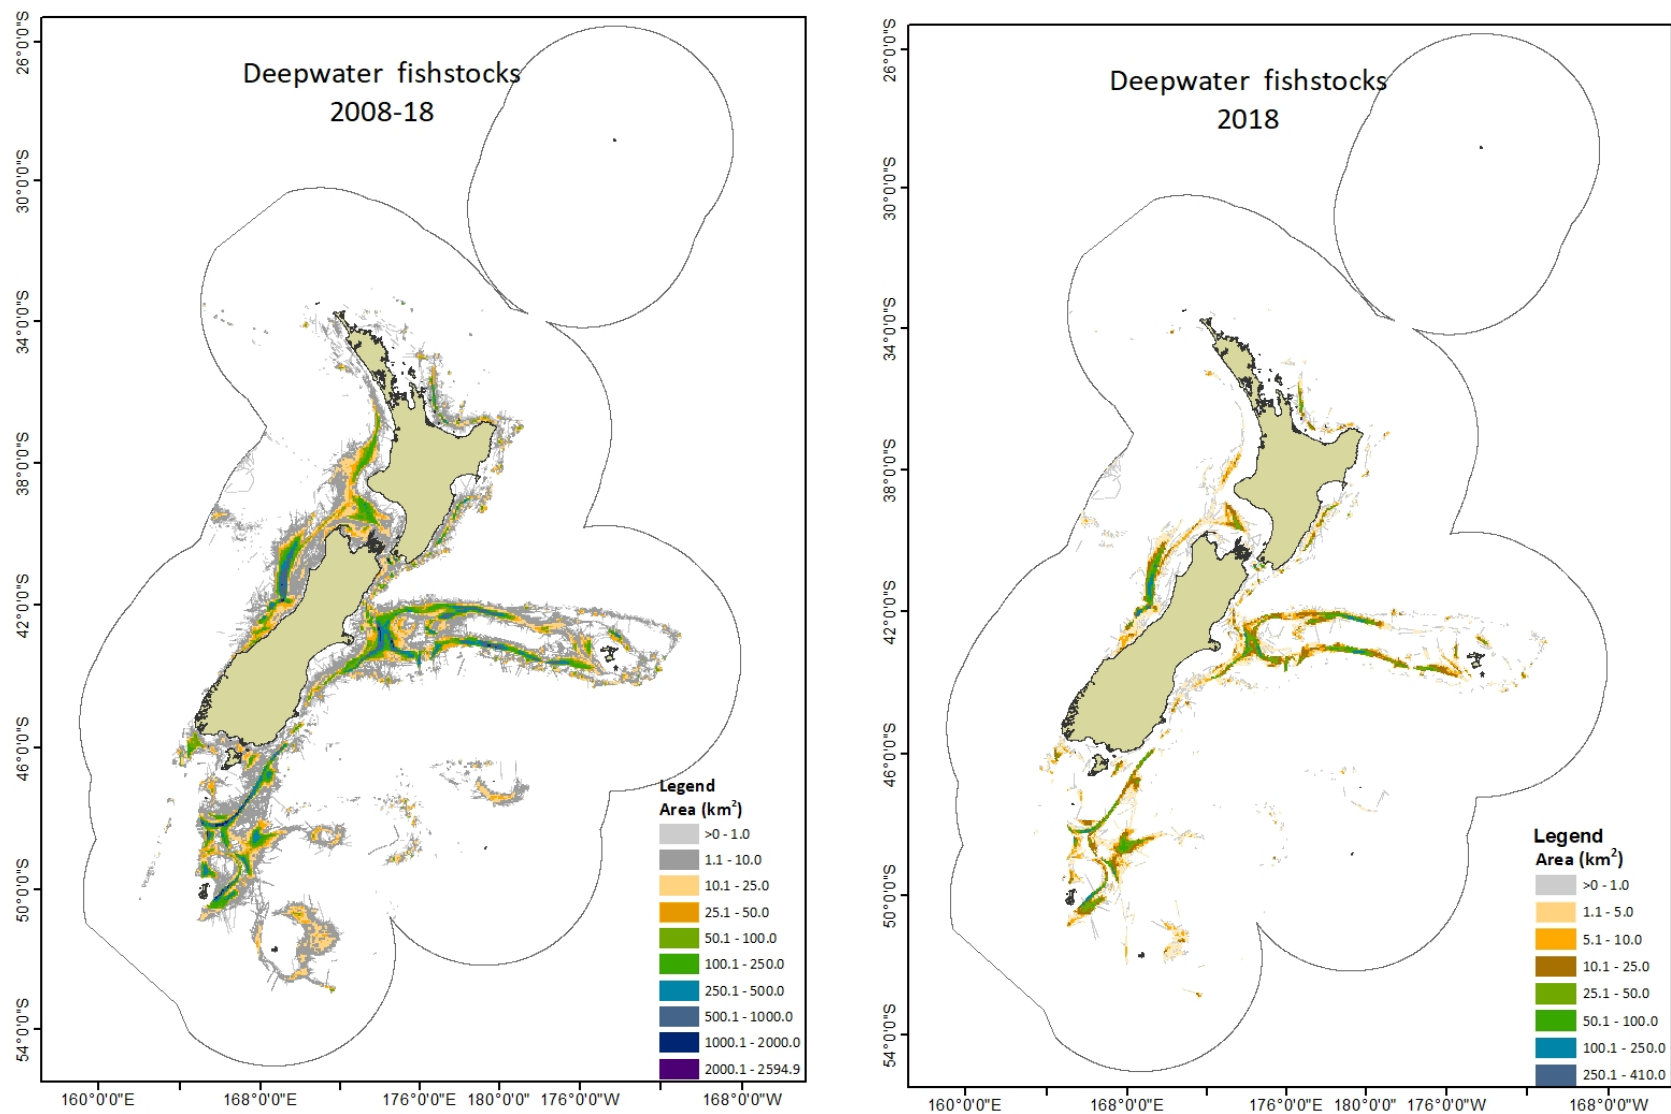 Deepwater fishstocks
2008-18
26°0'0"S
30°0'0"S
34°0'0"S
38°0'0"S
42°0'0"S
46°0'0"S
50°0'0"S
54°0'0"S
Legend
Area (km²)
>0 - 1.0
1.1 - 10.0
10.1 - 25.0
25.1 - 50.0
50.1 - 100.0
100.1 - 250.0
250.1 - 500.0
500.1 - 1000.0
1000.1 - 2000.0
2000.1 - 2594.9
160°0'0"E 168°0'0"E 176°0'0"E 180°0'0" 176°0'0"W 168°0'0"W
Deepwater fishstocks
2018
26°0'0"S
30°0'0"S
34°0'0"S
38°0'0"S
42°0'0"S
46°0'0"S
50°0'0"S
54°0'0"S
Legend
Area (km²)
>0 - 1.0
1.1 - 5.0
5.1 - 10.0
10.1 - 25.0
25.1 - 50.0
50.1 - 100.0
100.1 - 250.0
250.1 - 410.0
160°0'0"E 168°0'0"E 176°0'0"E 180°0'0" 176°0'0"W 168°0'0"W